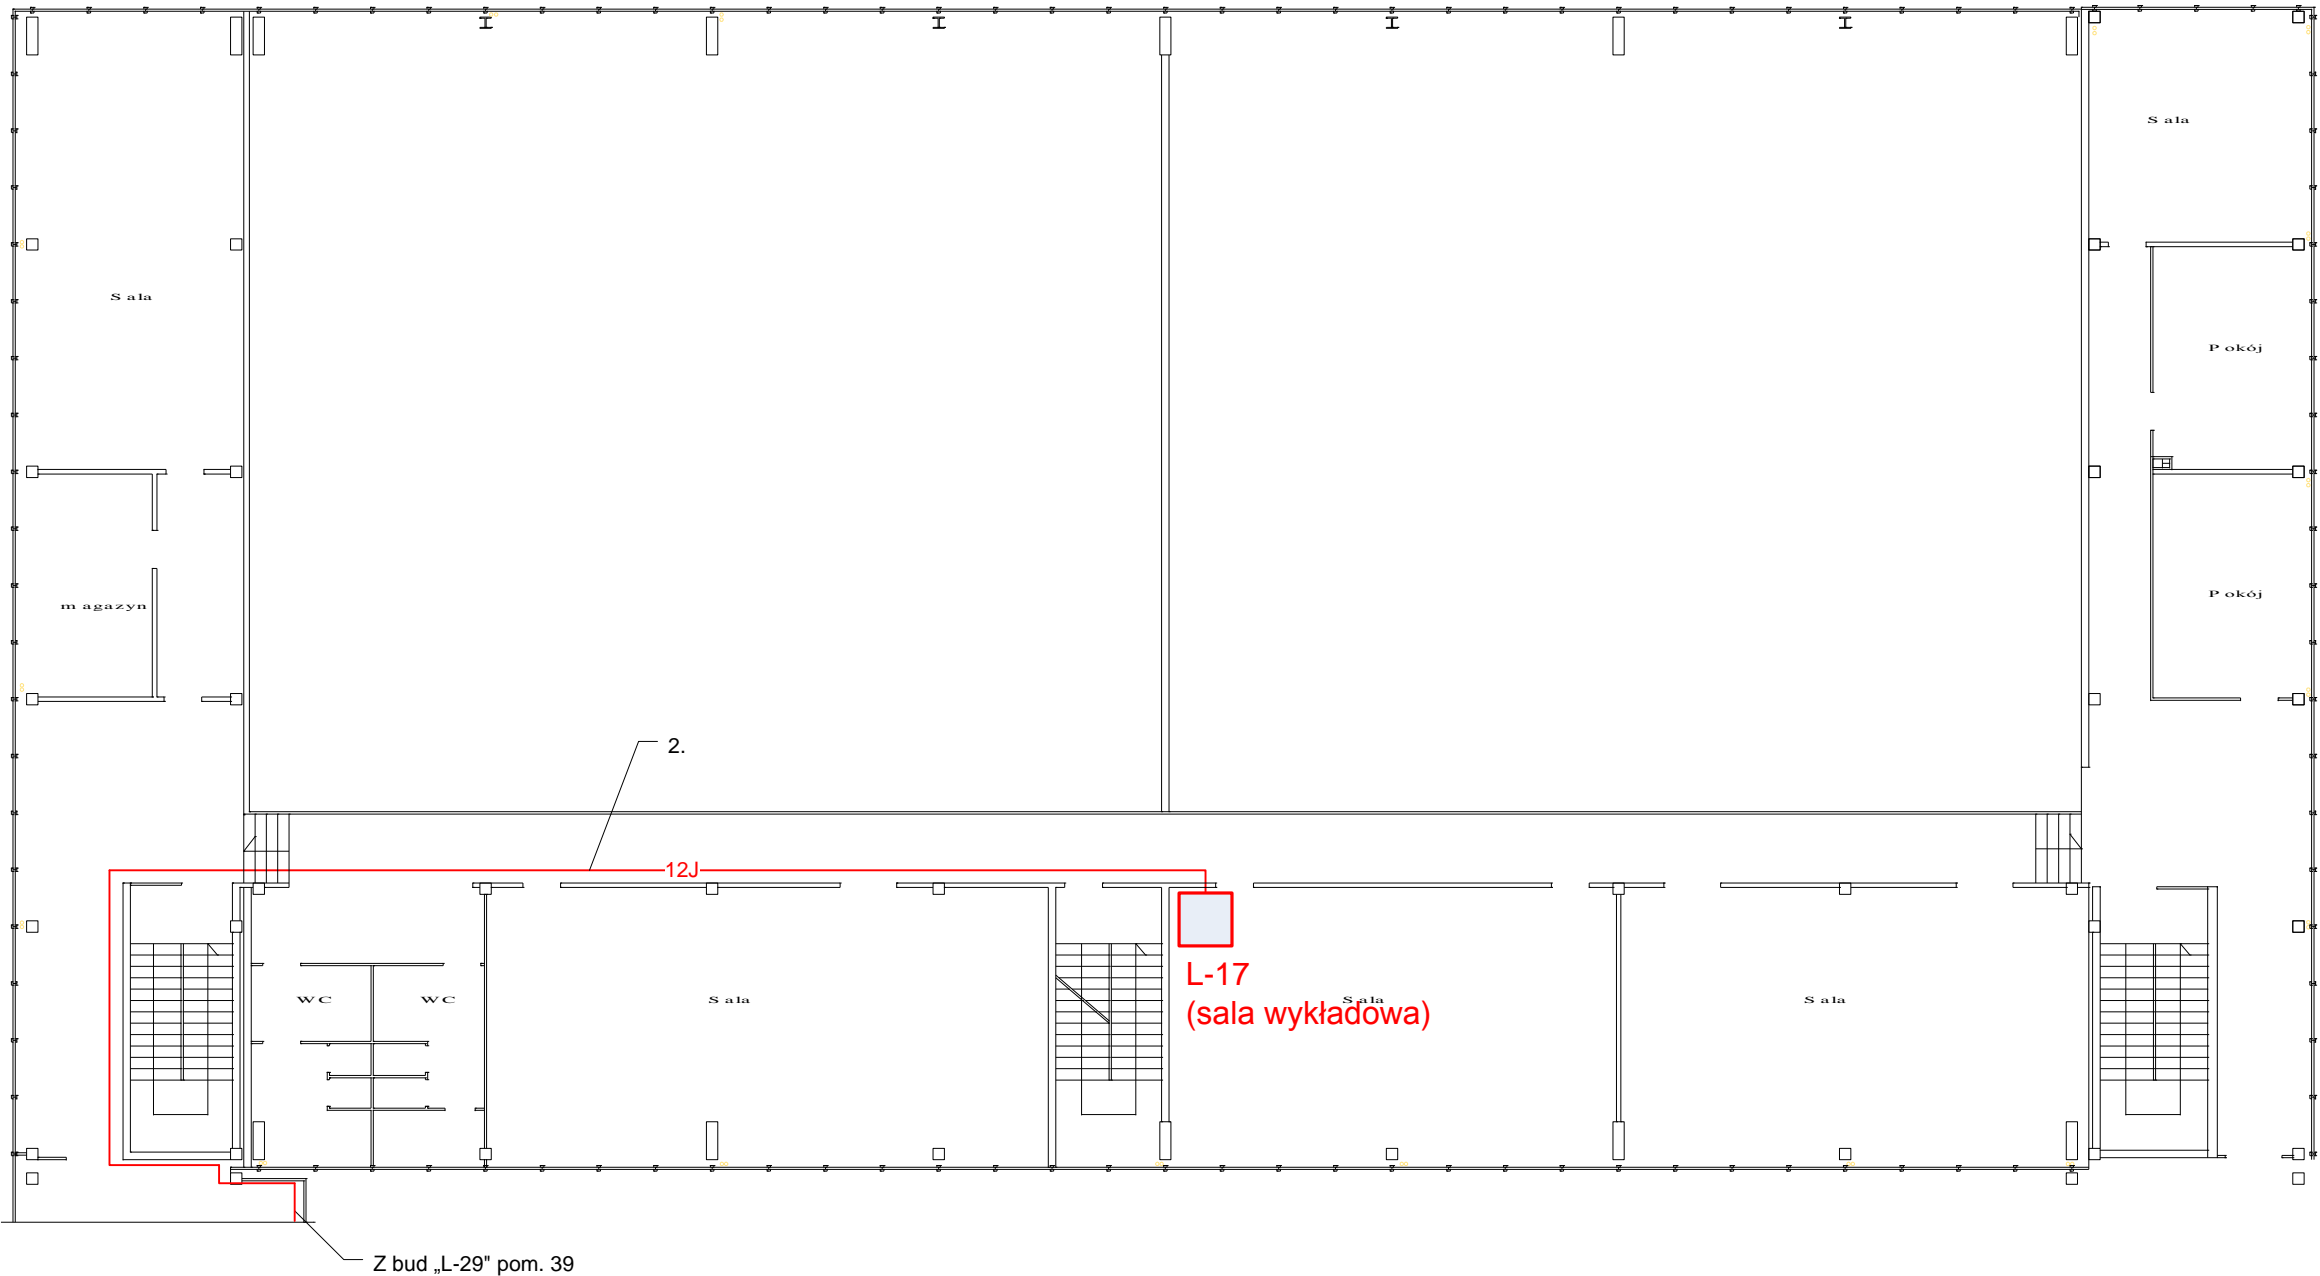 Sala
Sala
Pokój
Pokój
magazyn
2.
12J
L-17
(sala wykładowa)
WC
WC
Sala
Sala
Sala
Z bud „L-29" pom. 39